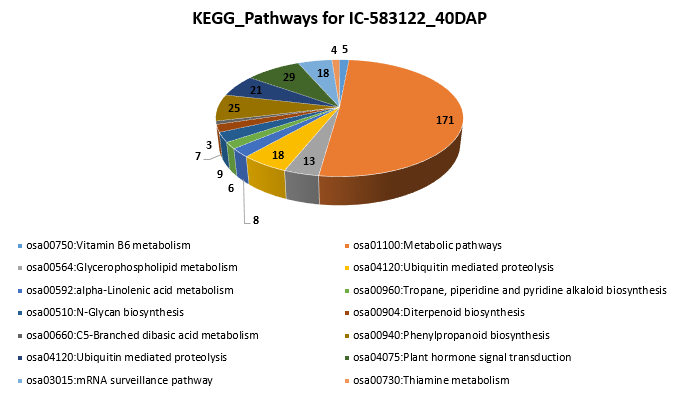 KEGG_Pathways for IC-583122_40DAP
4 5
18
29
21
25
171
3
7
9
6
18
13
8
osa00750:Vitamin B6 metabolism
osa01100:Metabolic pathways
osa00564:Glycerophospholipid metabolism
osa04120:Ubiquitin mediated proteolysis
osa00592:alpha-Linolenic acid metabolism
osa00960:Tropane, piperidine and pyridine alkaloid biosynthesis
osa00510:N-Glycan biosynthesis
osa00904:Diterpenoid biosynthesis
osa00660:C5-Branched dibasic acid metabolism
osa00940:Phenylpropanoid biosynthesis
osa04120:Ubiquitin mediated proteolysis
osa04075:Plant hormone signal transduction
osa03015:mRNA surveillance pathway
osa00730:Thiamine metabolism